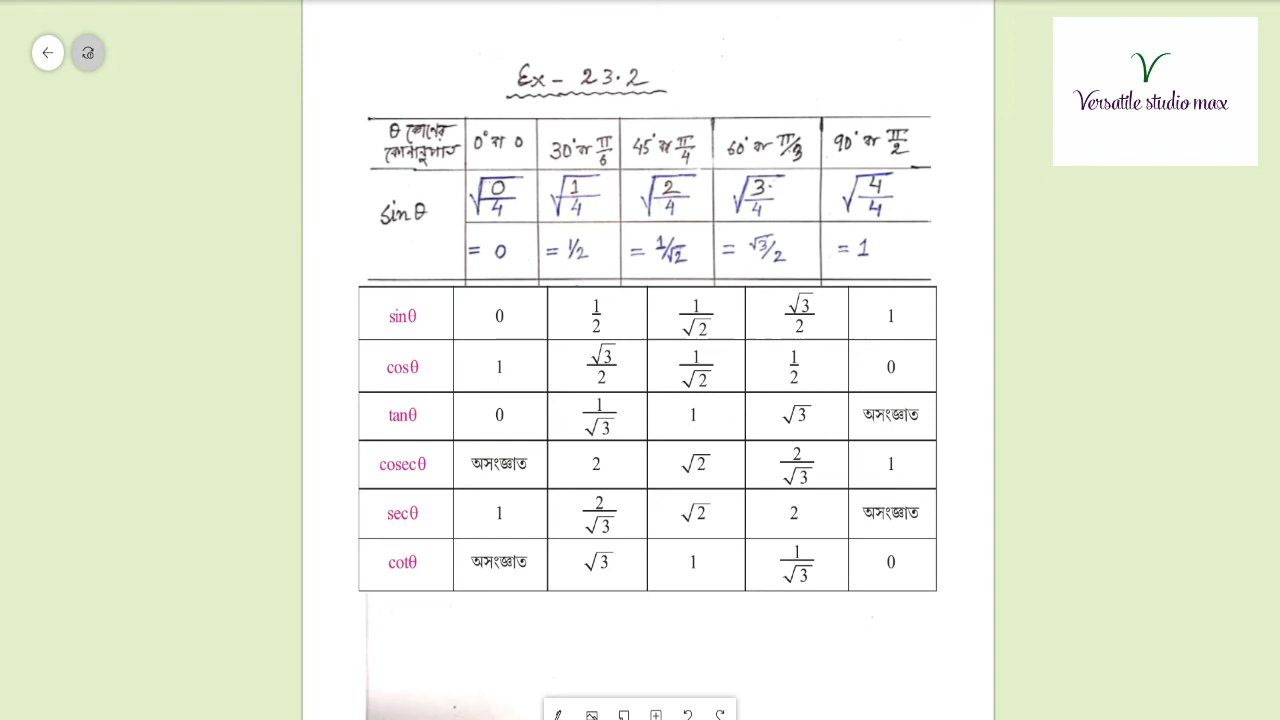 Versatile studio max
Ex - 23.2
θ কোণের কোনানুপাত 0° বা 0 30° বা π/6 45° বা π/4 60° বা π/3 90° বা π/2
sinθ √0/4 √1/4 √2/4 √3/4 √4/4
= 0 = 1/2 = 1/√2 = √3/2 = 1
sinθ 0 1/2 1/√2 √3/2 1
cosθ 1 √3/2 1/√2 1/2 0
tanθ 0 1/√3 1 √3 অসংজ্ঞাত
cosecθ অসংজ্ঞাত 2 √2 2/√3 1
secθ 1 2/√3 √2 2 অসংজ্ঞাত
cotθ অসংজ্ঞাত √3 1 1/√3 0